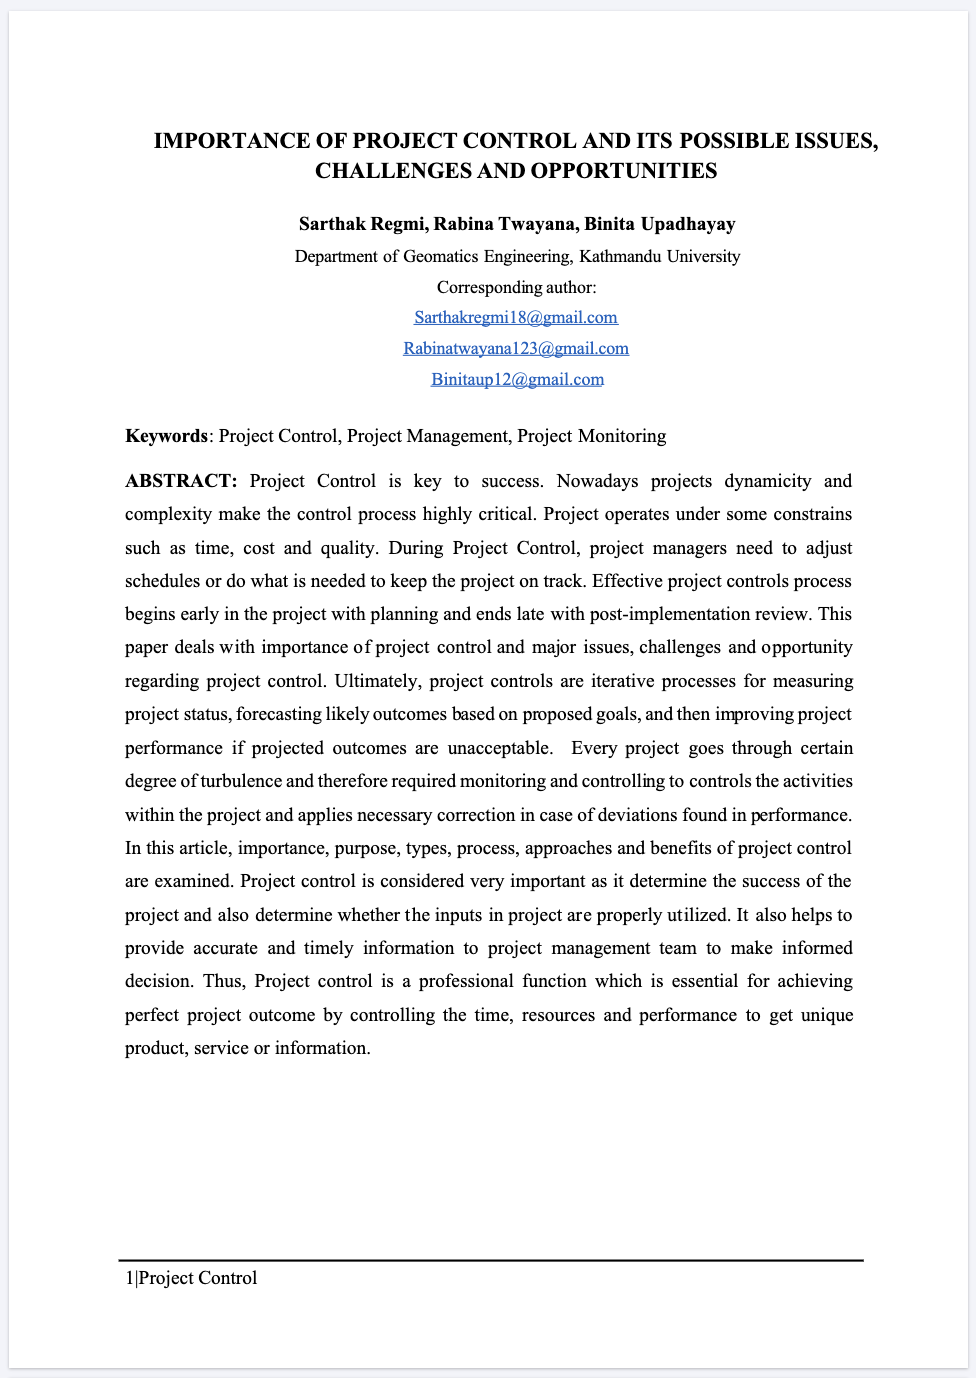 IMPORTANCE OF PROJECT CONTROL AND ITS POSSIBLE ISSUES,
CHALLENGES AND OPPORTUNITIES
Sarthak Regmi, Rabina Twayana, Binita Upadhayay
Department of Geomatics Engineering, Kathmandu University
Corresponding author:
Sarthakregmi18@gmail.com
Rabinatwayana123@gmail.com
Binitaup12@gmail.com
Keywords: Project Control, Project Management, Project Monitoring
ABSTRACT: Project Control is key to success. Nowadays projects dynamicity and
complexity make the control process highly critical. Project operates under some constrains
such as time, cost and quality. During Project Control, project managers need to adjust
schedules or do what is needed to keep the project on track. Effective project controls process
begins early in the project with planning and ends late with post-implementation review. This
paper deals with importance of project control and major issues, challenges and opportunity
regarding project control. Ultimately, project controls are iterative processes for measuring
project status, forecasting likely outcomes based on proposed goals, and then improving project
performance if projected outcomes are unacceptable. Every project goes through certain
degree of turbulence and therefore required monitoring and controlling to controls the activities
within the project and applies necessary correction in case of deviations found in performance.
In this article, importance, purpose, types, process, approaches and benefits of project control
are examined. Project control is considered very important as it determine the success of the
project and also determine whether the inputs in project are properly utilized. It also helps to
provide accurate and timely information to project management team to make informed
decision. Thus, Project control is a professional function which is essential for achieving
perfect project outcome by controlling the time, resources and performance to get unique
product, service or information.
1|Project Control